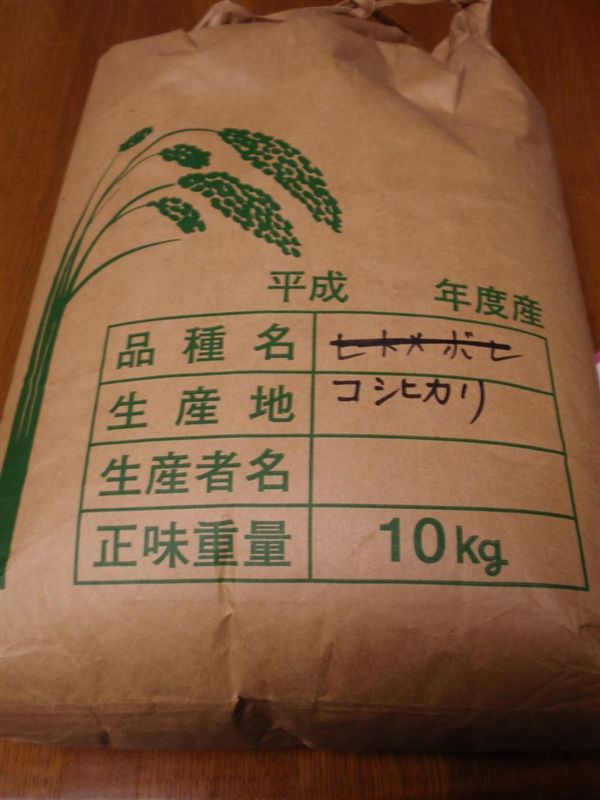 平成 年度産
品種名 ヒトメボレ
生産地 コシヒカリ
生産者名
正味重量 10kg